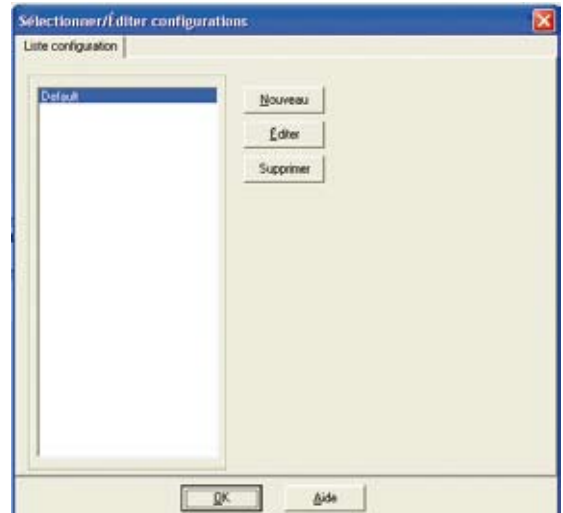 Sélectionner/Éditer configurations
Liste configuration
Default
Nouveau
Éditer
Supprimer
OK
Aide